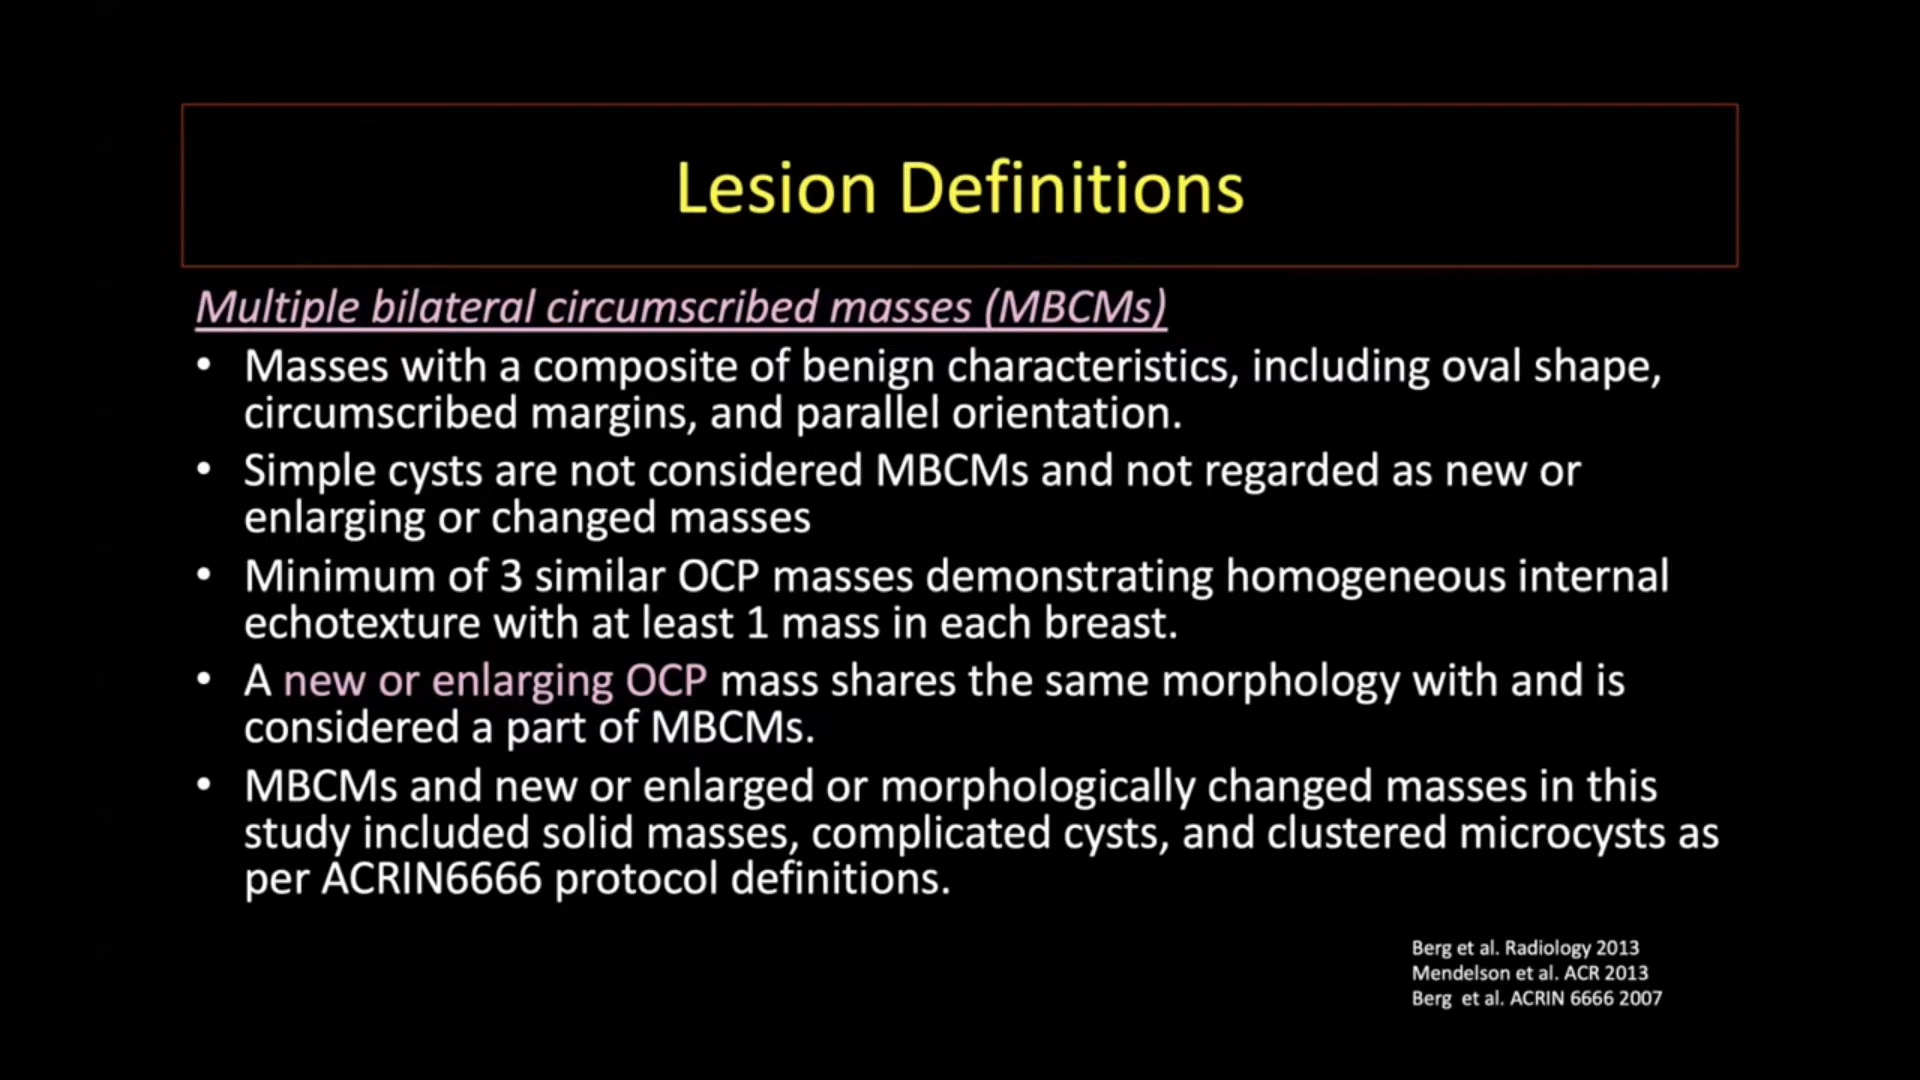 Lesion Definitions
Multiple bilateral circumscribed masses (MBCMs)
• Masses with a composite of benign characteristics, including oval shape,
circumscribed margins, and parallel orientation.
• Simple cysts are not considered MBCMs and not regarded as new or
enlarging or changed masses
• Minimum of 3 similar OCP masses demonstrating homogeneous internal
echotexture with at least 1 mass in each breast.
• A new or enlarging OCP mass shares the same morphology with and is
considered a part of MBCMs.
• MBCMs and new or enlarged or morphologically changed masses in this
study included solid masses, complicated cysts, and clustered microcysts as
per ACRIN6666 protocol definitions.
Berg et al. Radiology 2013
Mendelson et al. ACR 2013
Berg et al. ACRIN 6666 2007